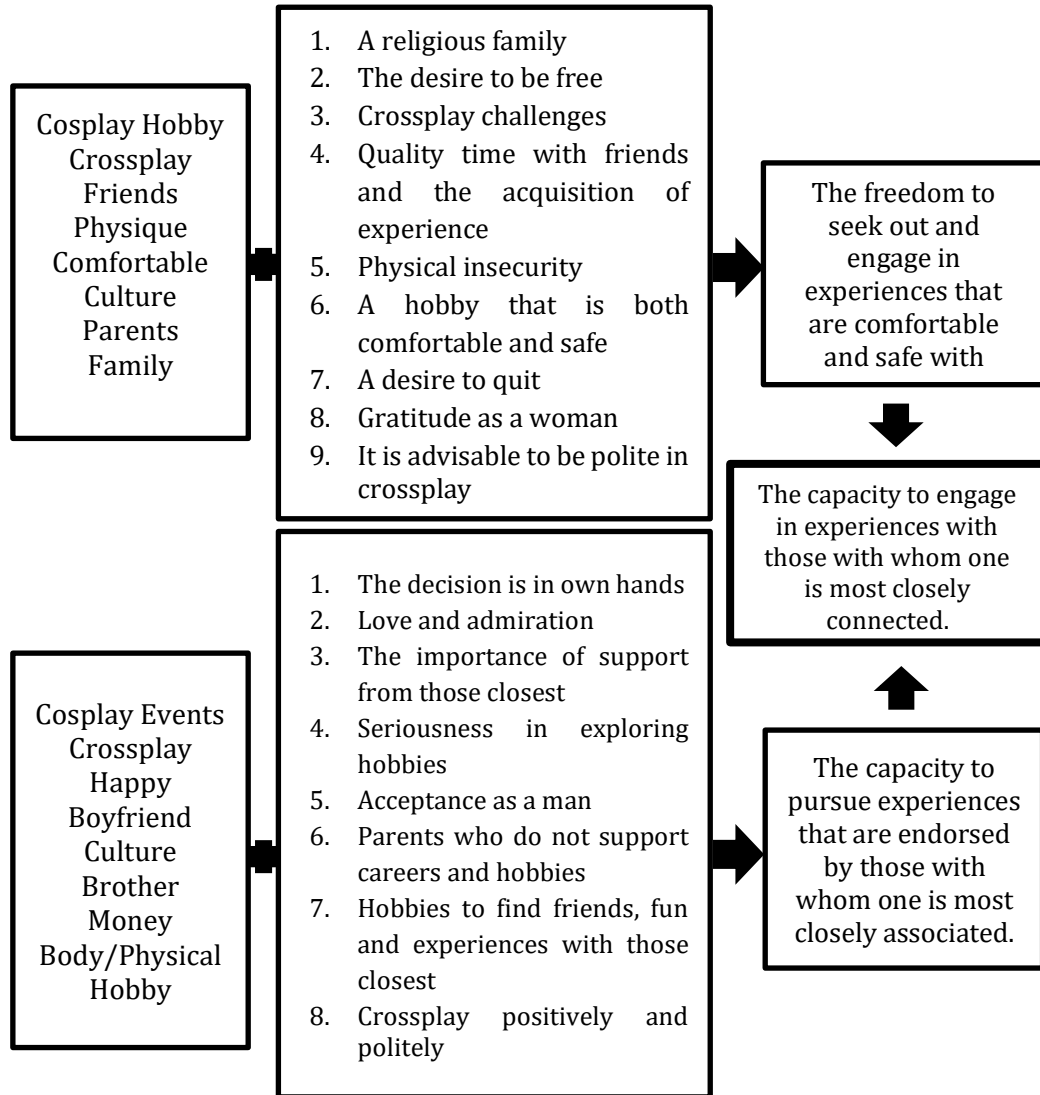 Cosplay Hobby
Crossplay
Friends
Physique
Comfortable
Culture
Parents
Family
1. A religious family
2. The desire to be free
3. Crossplay challenges
4. Quality time with friends
and the acquisition of
experience
5. Physical insecurity
6. A hobby that is both
comfortable and safe
7. A desire to quit
8. Gratitude as a woman
9. It is advisable to be polite in
crossplay
The freedom to
seek out and
engage in
experiences that
are comfortable
and safe with
The capacity to engage
in experiences with
those with whom one
is most closely
connected.
Cosplay Events
Crossplay
Happy
Boyfriend
Culture
Brother
Money
Body/Physical
Hobby
1. The decision is in own hands
2. Love and admiration
3. The importance of support
from those closest
4. Seriousness in exploring
hobbies
5. Acceptance as a man
6. Parents who do not support
careers and hobbies
7. Hobbies to find friends, fun
and experiences with those
closest
8. Crossplay positively and
politely
The capacity to
pursue experiences
that are endorsed
by those with
whom one is most
closely associated.